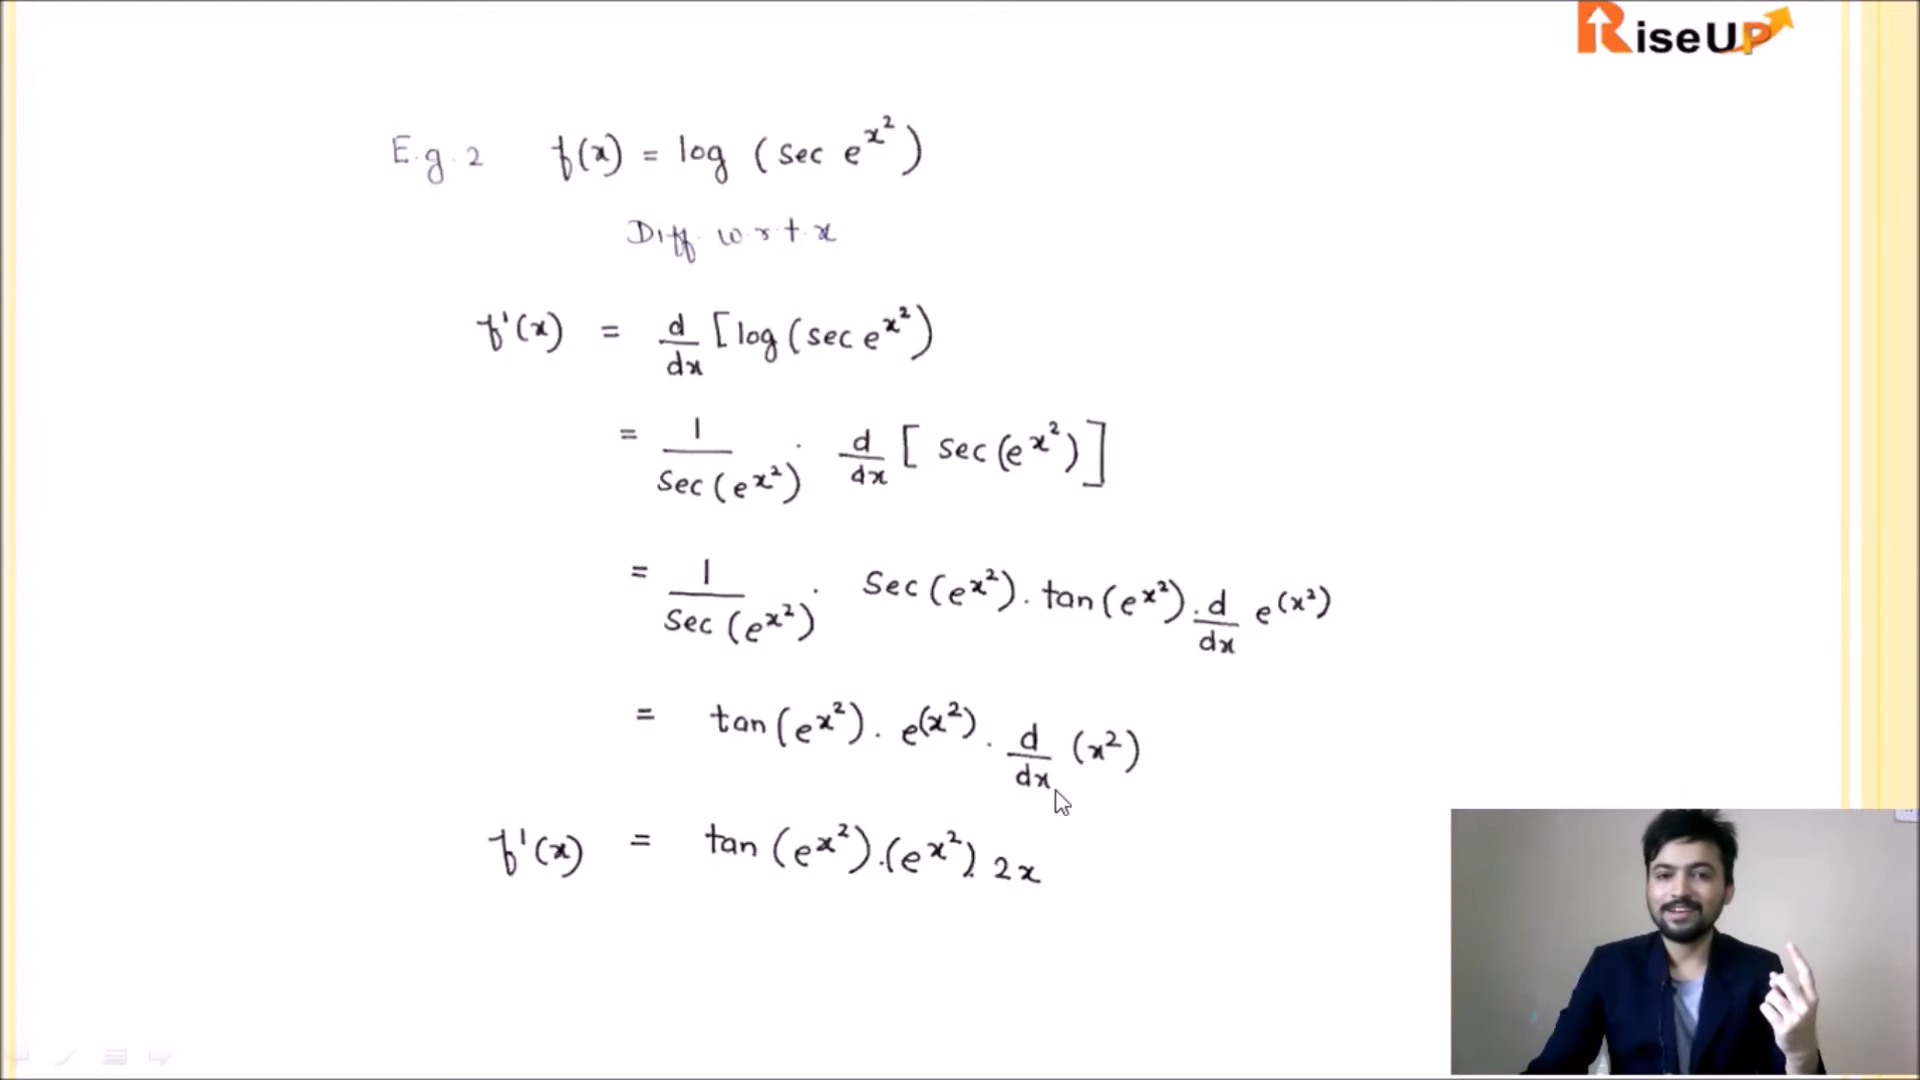 RiseUP
E.g.2 f(x) = log (sec e^x²)
Diff w.r.t x
f'(x) = d/dx [log (sec e^x²)
= 1/sec(e^x²) · d/dx [ sec(e^x²) ]
= 1/sec(e^x²) · sec(e^x²) · tan(e^x²) · d/dx e^(x²)
= tan(e^x²) · e^(x²) · d/dx (x²)
f'(x) = tan (e^x²) · (e^x²) · 2x